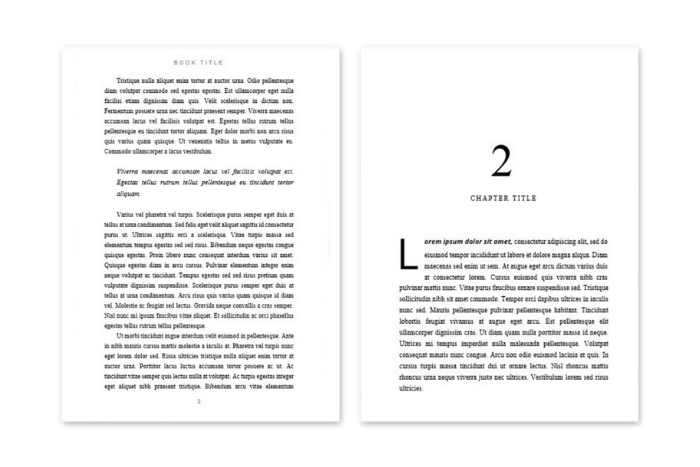 BOOK TITLE
Tristique nulla aliquet enim tortor at auctor urna. Odio pellentesque
diam volutpat commodo sed egestas egestas. Est ullamcorper eget nulla
facilisi etiam dignissim diam quis. Velit scelerisque in dictum non.
Fermentum posuere urna nec tincidunt praesent semper. Viverra maecenas
accumsan lacus vel facilisis volutpat est. Egestas tellus rutrum tellus
pellentesque eu tincidunt tortor aliquam. Eget dolor morbi non arcu risus
quis varius quam quisque. Ut venenatis tellus in metus vulputate eu.
Commodo ullamcorper a lacus vestibulum.
Viverra maecenas accumsan lacus vel facilisis volutpat est.
Egestas tellus rutrum tellus pellentesque eu tincidunt tortor
aliquam.
Varius vel pharetra vel turpis. Scelerisque purus semper eget duis at
tellus at urna condimentum. Sed felis eget velit aliquet sagittis id consectetur
purus ut. Ultrices sagittis orci a scelerisque. Vitae turpis massa sed
elementum tempus egestas sed sed risus. Bibendum neque egestas congue
quisque egestas. Proin libero nunc consequat interdum varius sit amet.
Quisque egestas diam in arcu cursus. Pulvinar elementum integer enim
neque volutpat ac tincidunt. Tempus egestas sed sed risus pretium quam
vulputate dignissim suspendisse. Scelerisque purus semper eget duis at
tellus at urna condimentum. Arcu risus quis varius quam quisque id diam
vel. Molestie ac feugiat sed lectus. Gravida neque convallis a cras semper.
Nisl nunc mi ipsum faucibus vitae aliquet. Et sollicitudin ac orci phasellus
egestas tellus rutrum tellus pellentesque.
Ut morbi tincidunt augue interdum velit euismod in pellentesque. Ante
in nibh mauris cursus mattis molestie a iaculis at. Pharetra vel turpis nunc
eget lorem dolor sed. Risus ultricies tristique nulla aliquet enim tortor at
auctor urna. Porttitor lacus luctus accumsan tortor posuere ac ut. Ac
tincidunt vitae semper quis lectus nulla at volutpat. Ac turpis egestas integer
eget aliquet nibh praesent tristique. Bibendum arcu vitae elementum
2
2
CHAPTER TITLE
Lorem ipsum dolor sit amet, consectetur adipiscing elit, sed do
eiusmod tempor incididunt ut labore et dolore magna aliqua. Diam
maecenas sed enim ut sem. At augue eget arcu dictum varius duis
at consectetur lorem. Cursus euismod quis viverra nibh cras
pulvinar mattis nunc. Vitae purus faucibus ornare suspendisse sed. Tristique
sollicitudin nibh sit amet commodo. Tempor orci dapibus ultrices in iaculis
nunc sed. Mauris pellentesque pulvinar pellentesque habitant. Tincidunt
lobortis feugiat vivamus at augue eget arcu. Est pellentesque elit
ullamcorper dignissim cras. Ut diam quam nulla porttitor massa id neque.
Ultrices mi tempus imperdiet nulla malesuada pellentesque. Volutpat
consequat mauris nunc congue. Arcu non odio euismod lacinia at quis. In
cursus turpis massa tincidunt dui ut ornare lectus. Nisl rhoncus mattis
rhoncus urna neque viverra justo nec ultrices. Vestibulum lorem sed risus
ultricies.